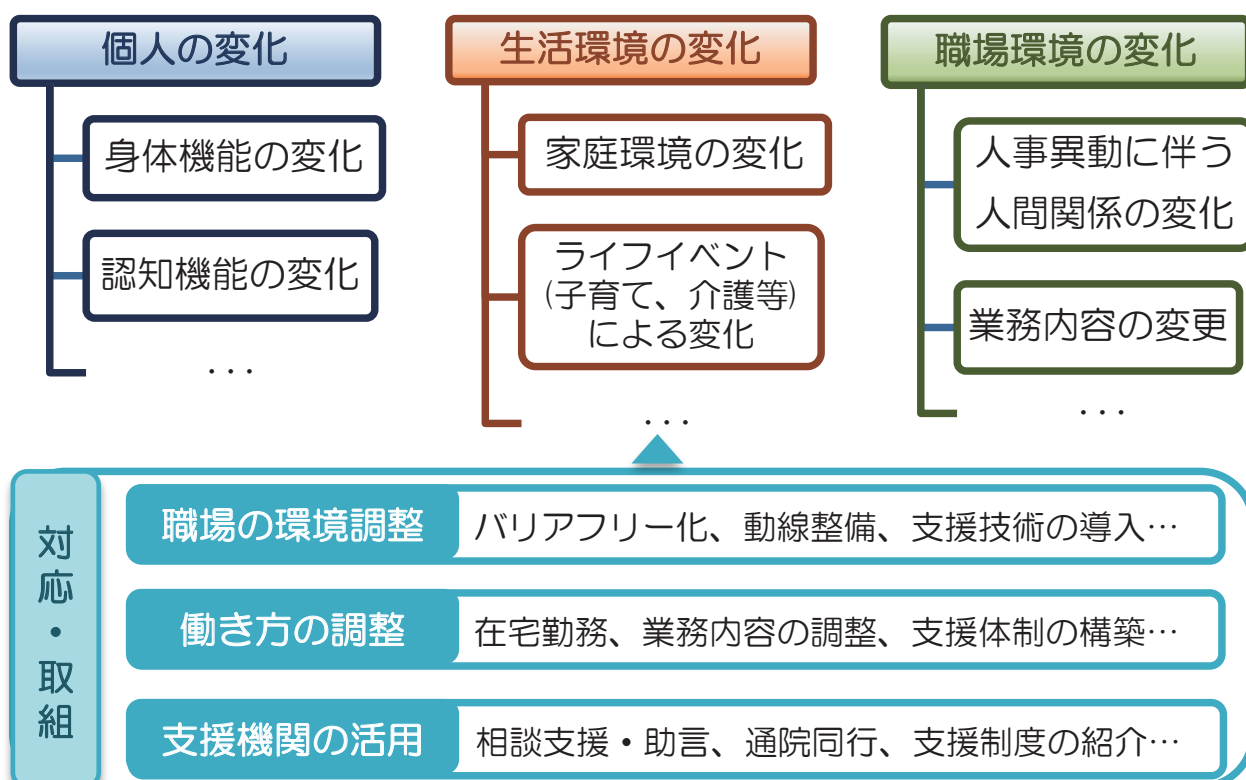 個人の変化
身体機能の変化
認知機能の変化
...
生活環境の変化
家庭環境の変化
ライフイベント
(子育て、介護等)
による変化
...
職場環境の変化
人事異動に伴う
人間関係の変化
業務内容の変更
...
対応・取組
職場の環境調整
バリアフリー化、動線整備、支援技術の導入…
働き方の調整
在宅勤務、業務内容の調整、支援体制の構築…
支援機関の活用
相談支援・助言、通院同行、支援制度の紹介…